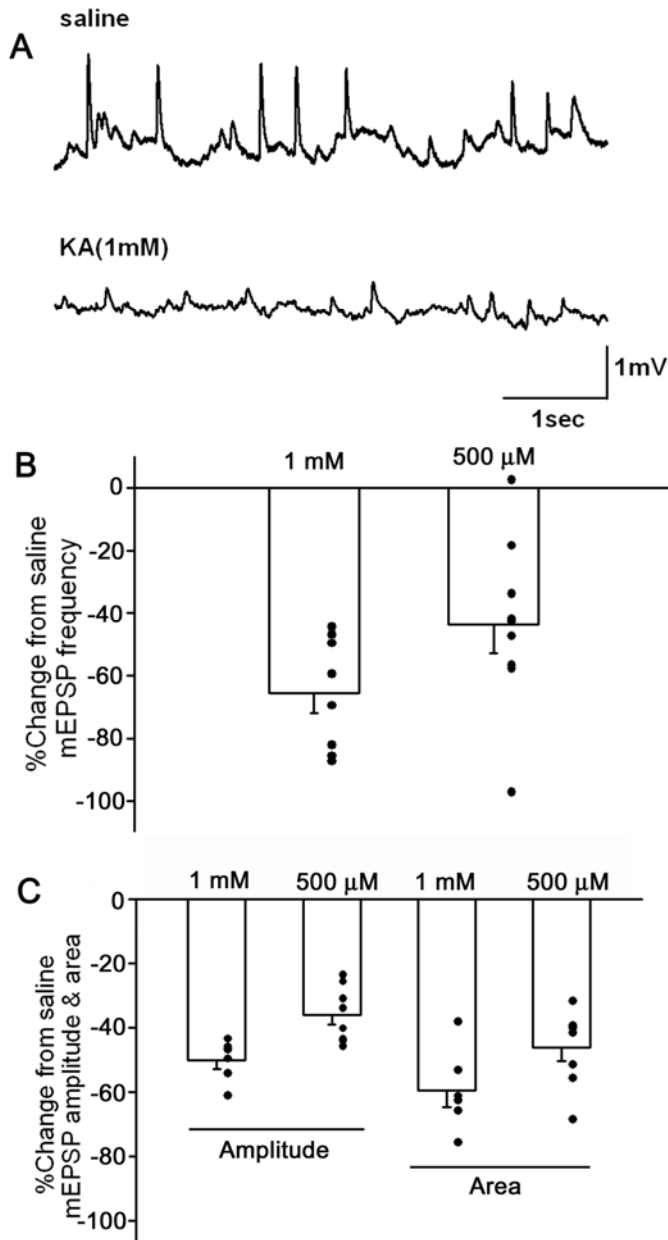 A
saline
KA(1mM)
1mV
1sec
B
1 mM
500 µM
0
-20
-40
-60
-80
-100
%Change from saline
mEPSP frequency
C
1 mM
500 µM
1 mM
500 µM
0
-20
-40
-60
-80
-100
%Change from saline
mEPSP amplitude & area
Amplitude
Area